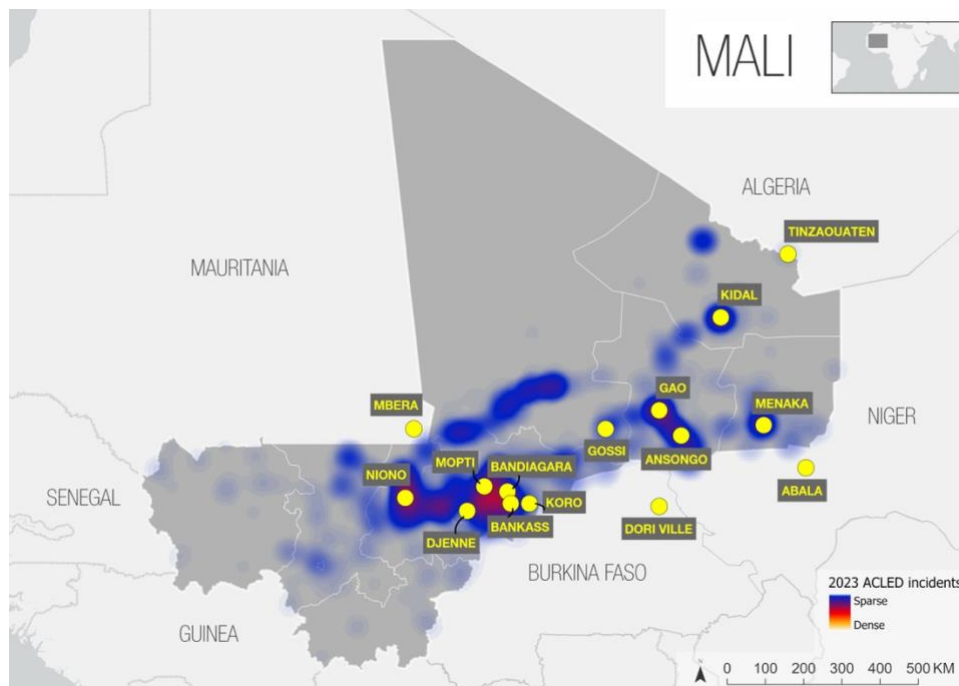 MALI
ALGERIA
TINZAOUATEN
MAURITANIA
KIDAL
GAO
MBERA
MENAKA
NIGER
GOSSI
ANSONGO
MOPTI
BANDIAGARA
NIONO
SENEGAL
KORO
ABALA
DJENNE
BANKASS
DORI VILLE
BURKINA FASO
GUINEA
2023 ACLED incidents
Sparse
Dense
N
0 100 200 300 400 500 KM